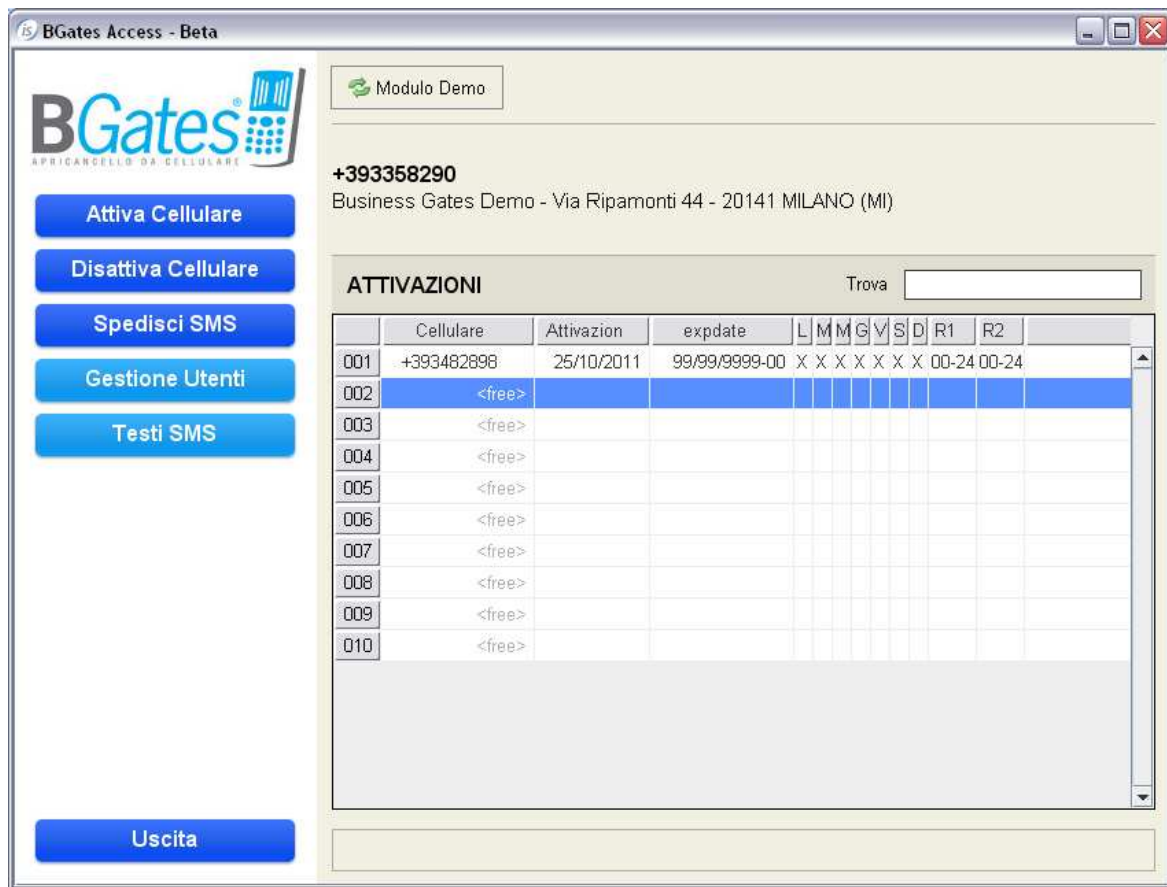 is BGates Access - Beta
BGates®
APRICANCELLO DA CELLULARE
Attiva Cellulare
Disattiva Cellulare
Spedisci SMS
Gestione Utenti
Testi SMS
Uscita
Modulo Demo
+393358290
Business Gates Demo - Via Ripamonti 44 - 20141 MILANO (MI)
ATTIVAZIONI Trova
Cellulare Attivazion expdate L M M G V S D R1 R2
001 +393482898 25/10/2011 99/99/9999-00 X X X X X X X 00-24 00-24
002 <free>
003 <free>
004 <free>
005 <free>
006 <free>
007 <free>
008 <free>
009 <free>
010 <free>